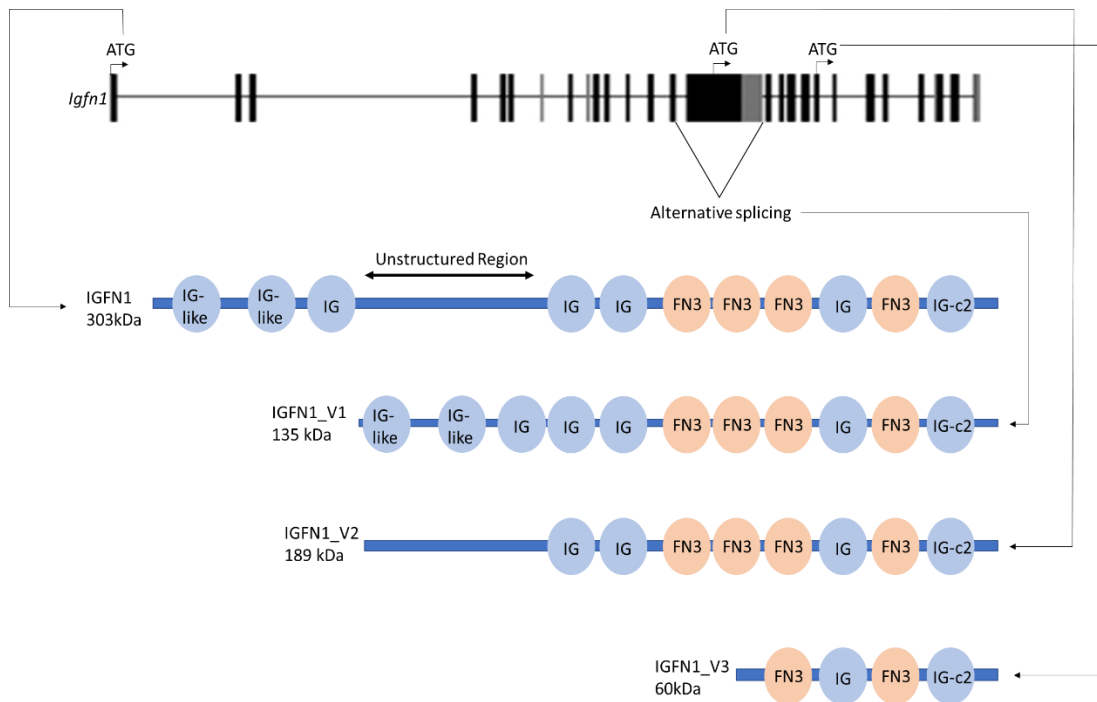 ATG
ATG
ATG
Igfn1
Alternative splicing
Unstructured Region
IGFN1
303kDa
IG-
like
IG-
like
IG
IG
IG
FN3
FN3
FN3
IG
FN3
IG-c2
IGFN1_V1
135 kDa
IG-
like
IG-
like
IG
IG
IG
FN3
FN3
FN3
IG
FN3
IG-c2
IGFN1_V2
189 kDa
IG
IG
FN3
FN3
FN3
IG
FN3
IG-c2
IGFN1_V3
60kDa
FN3
IG
FN3
IG-c2